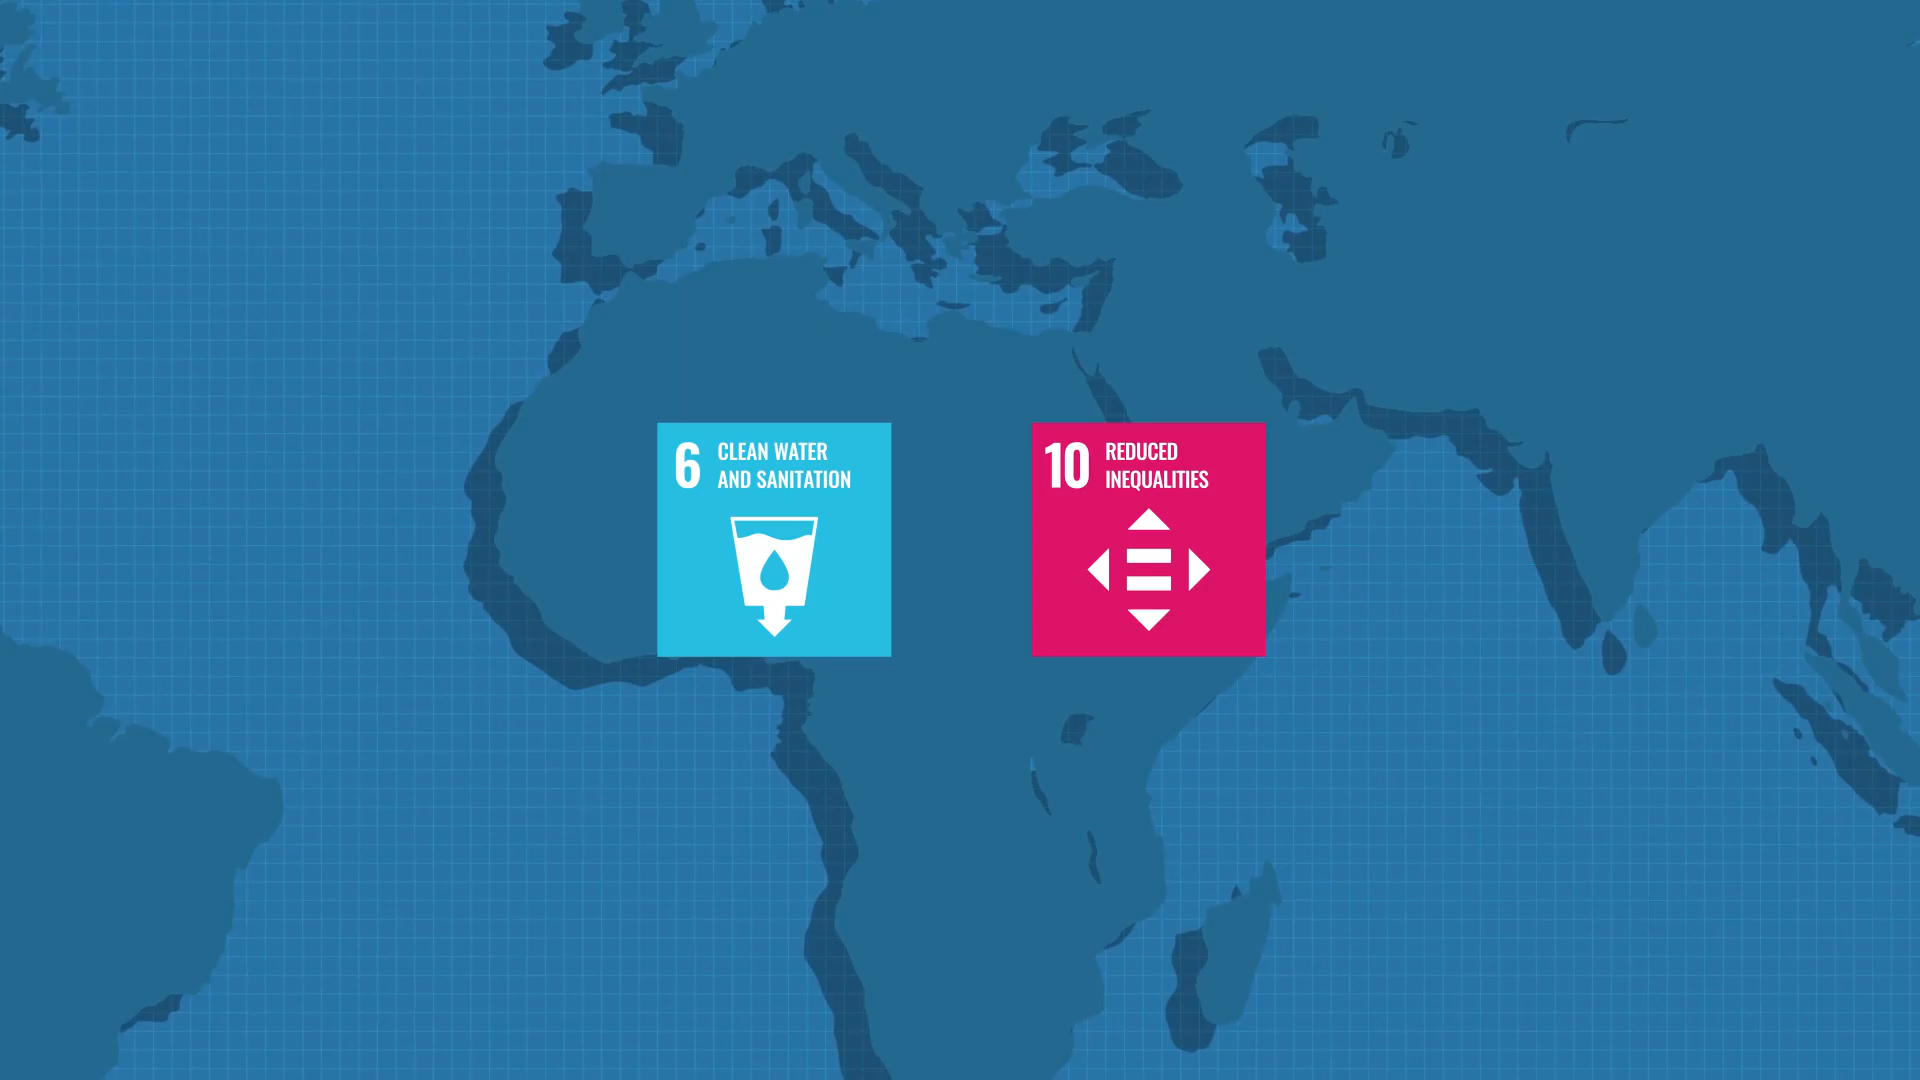 6
CLEAN WATER
AND SANITATION
10
REDUCED
INEQUALITIES